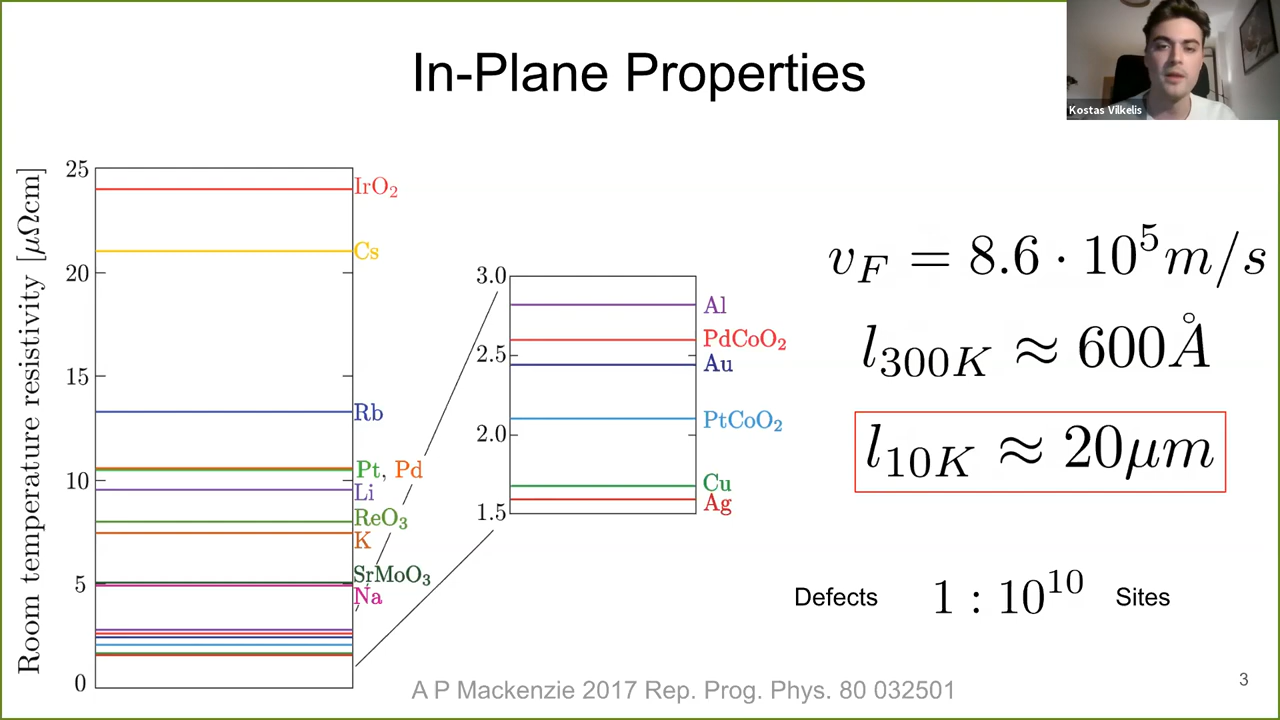 In-Plane Properties
Kostas Vilkelis
Room temperature resistivity [μΩcm]
25
20
15
10
5
0
IrO₂
Cs
Rb
Pt, Pd
Li
ReO₃
K
SrMoO₃
Na
3.0
2.5
2.0
1.5
Al
PdCoO₂
Au
PtCoO₂
Cu
Ag
v_F = 8.6 · 10⁵ m/s
l_300K ≈ 600Å
l_10K ≈ 20μm
Defects 1 : 10¹⁰ Sites
A P Mackenzie 2017 Rep. Prog. Phys. 80 032501
3